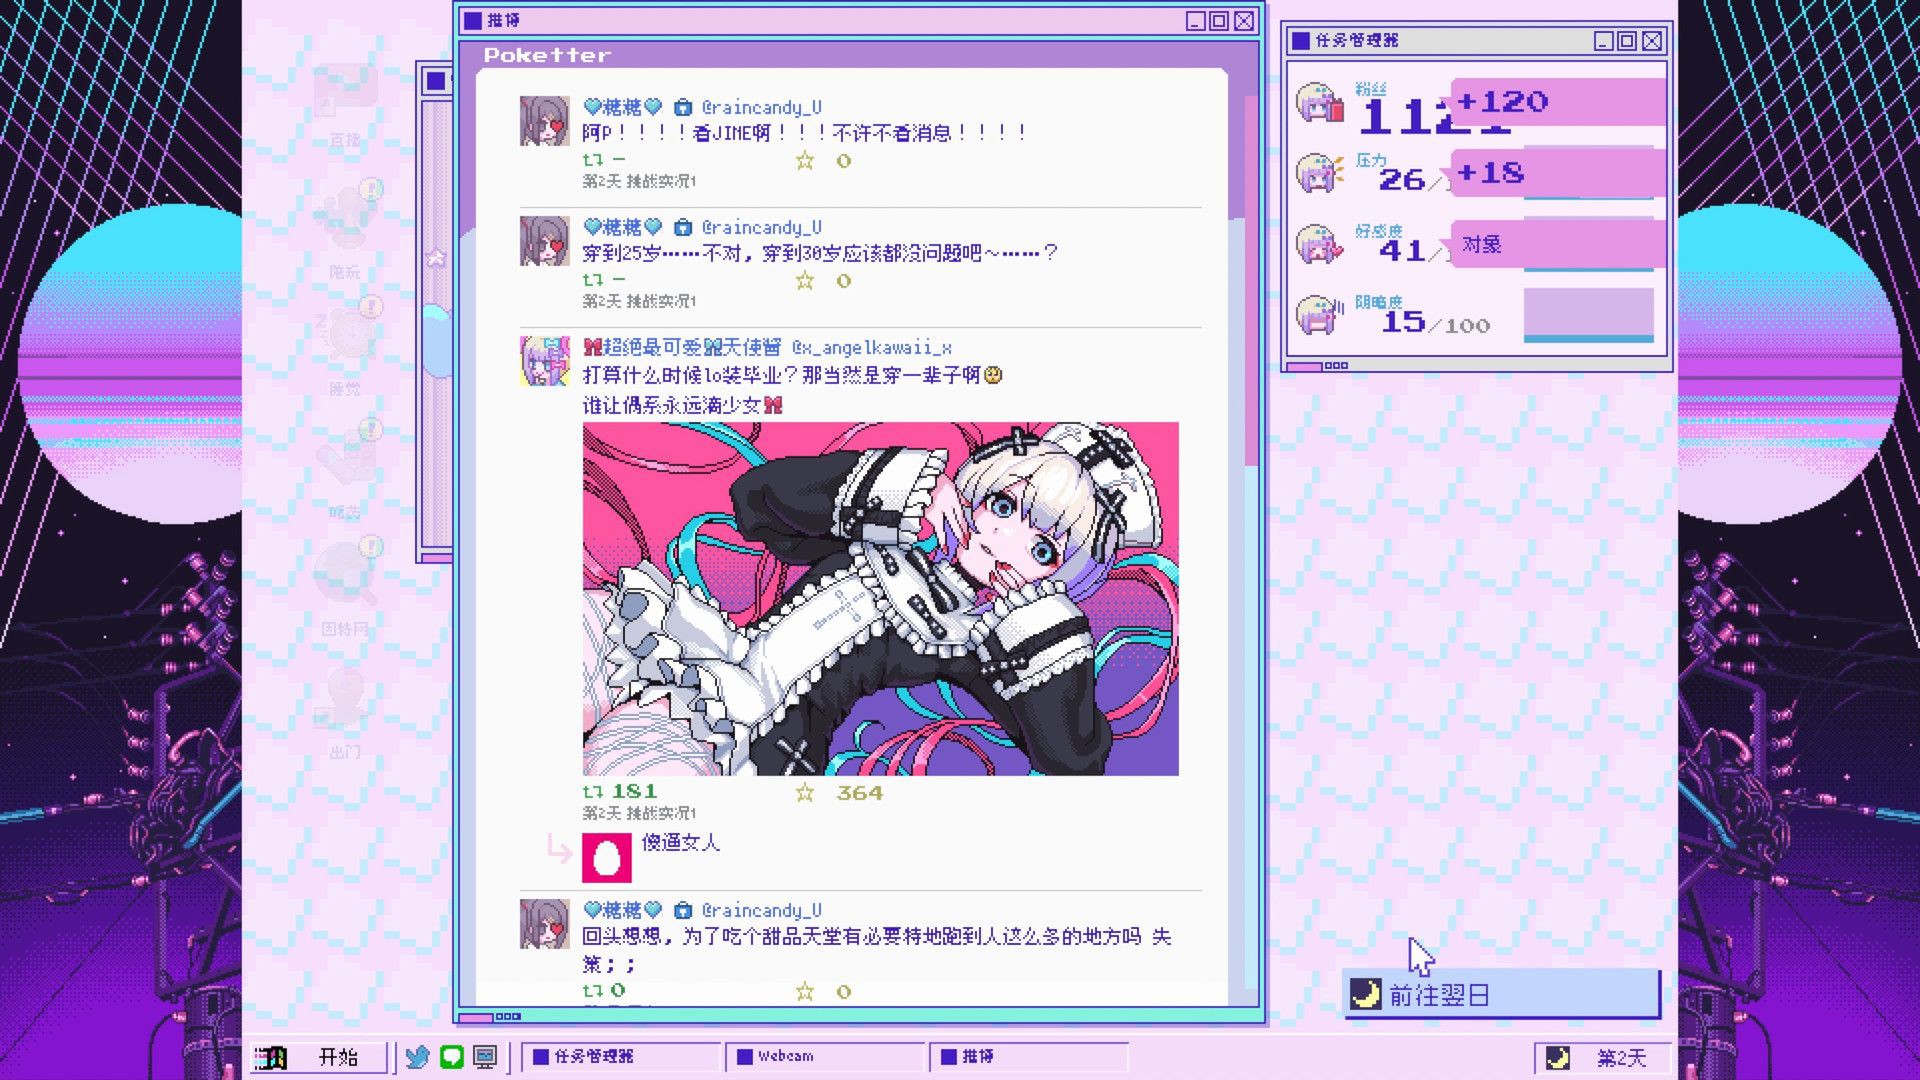 推特
Poketter
糖糖 @raincandy_U
阿P！！！！看JINE啊！！！不许不看消息！！！！
—
0
第2天 挑战实况1
糖糖 @raincandy_U
穿到25岁……不对，穿到30岁应该都没问题吧～……？
—
0
第2天 挑战实况1
超绝最可爱天使酱 @x_angelkawaii_x
打算什么时候lo装毕业？那当然是穿一辈子啊
谁让偶系永远滴少女
181
364
第2天 挑战实况1
傻逼女人
糖糖 @raincandy_U
回头想想，为了吃个甜品天堂有必要特地跑到人这么多的地方吗 失
策；；
0
0
任务管理器
粉丝
+120
压力
26/
+18
好感度
41/
对象
阴暗度
15/100
直播
陪玩
睡觉
吃药
因特网
出门
前往翌日
开始
任务管理器
Webcam
推特
第2天